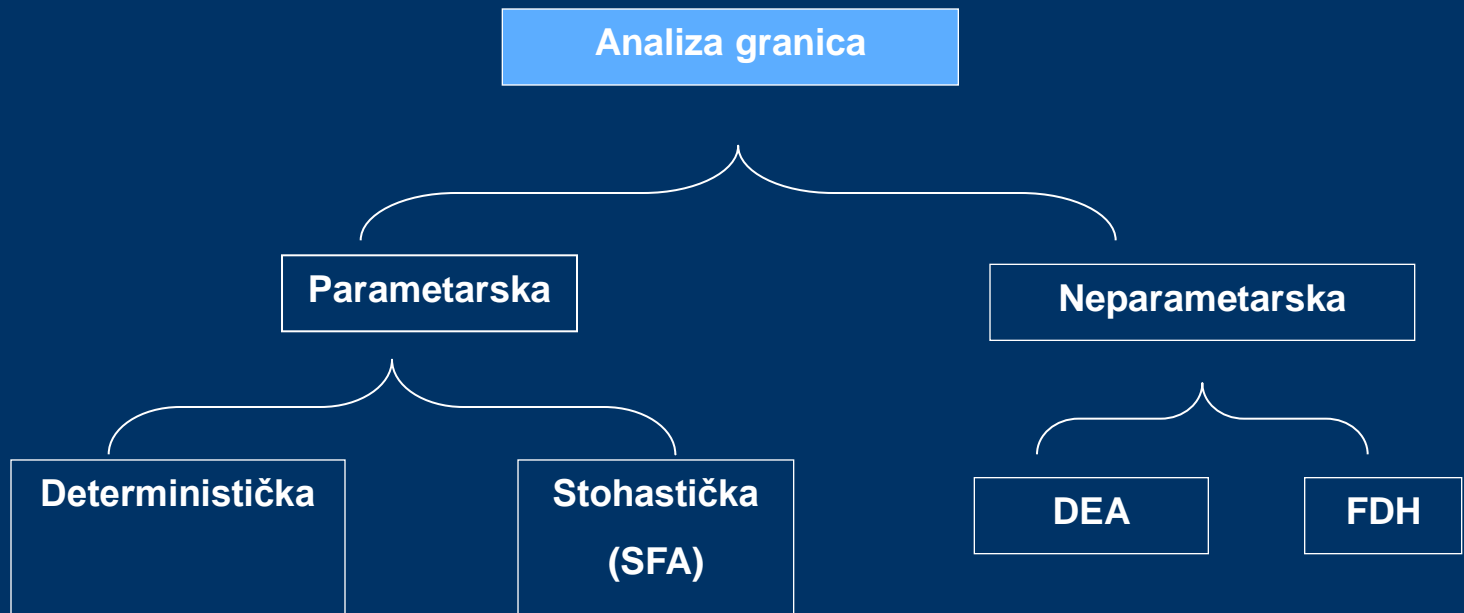 Analiza granica
Parametarska
Neparametarska
Deterministička
Stohastička
(SFA)
DEA
FDH